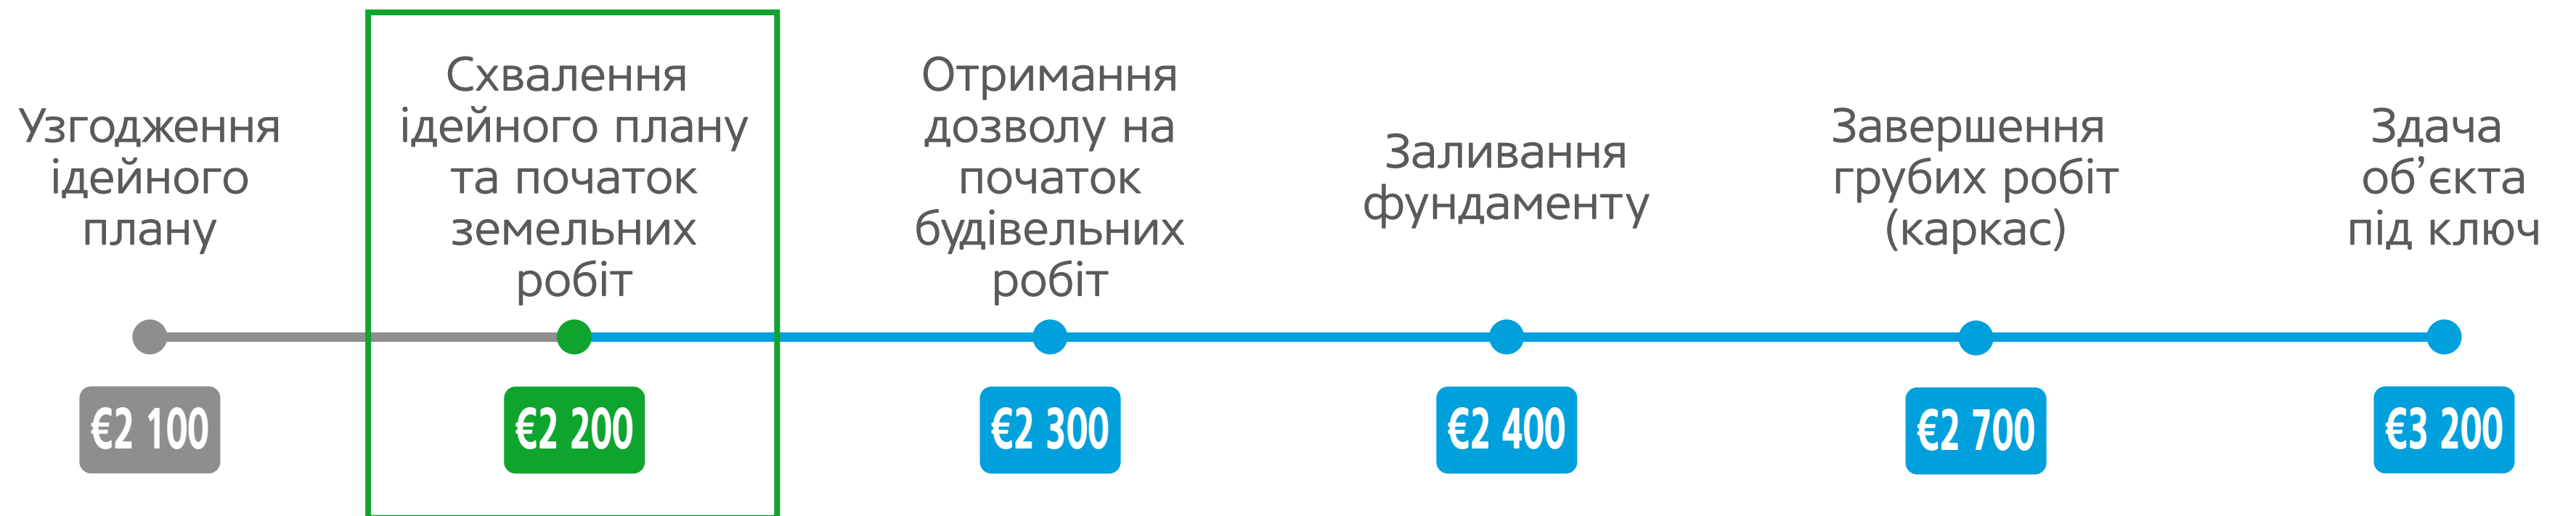 Узгодження
ідейного
плану
Схвалення
ідейного плану
та початок
земельних
робіт
Отримання
дозволу на
початок
будівельних
робіт
Заливання
фундаменту
Завершення
грубих робіт
(каркас)
Здача
об’єкта
під ключ
€2 100
€2 200
€2 300
€2 400
€2 700
€3 200